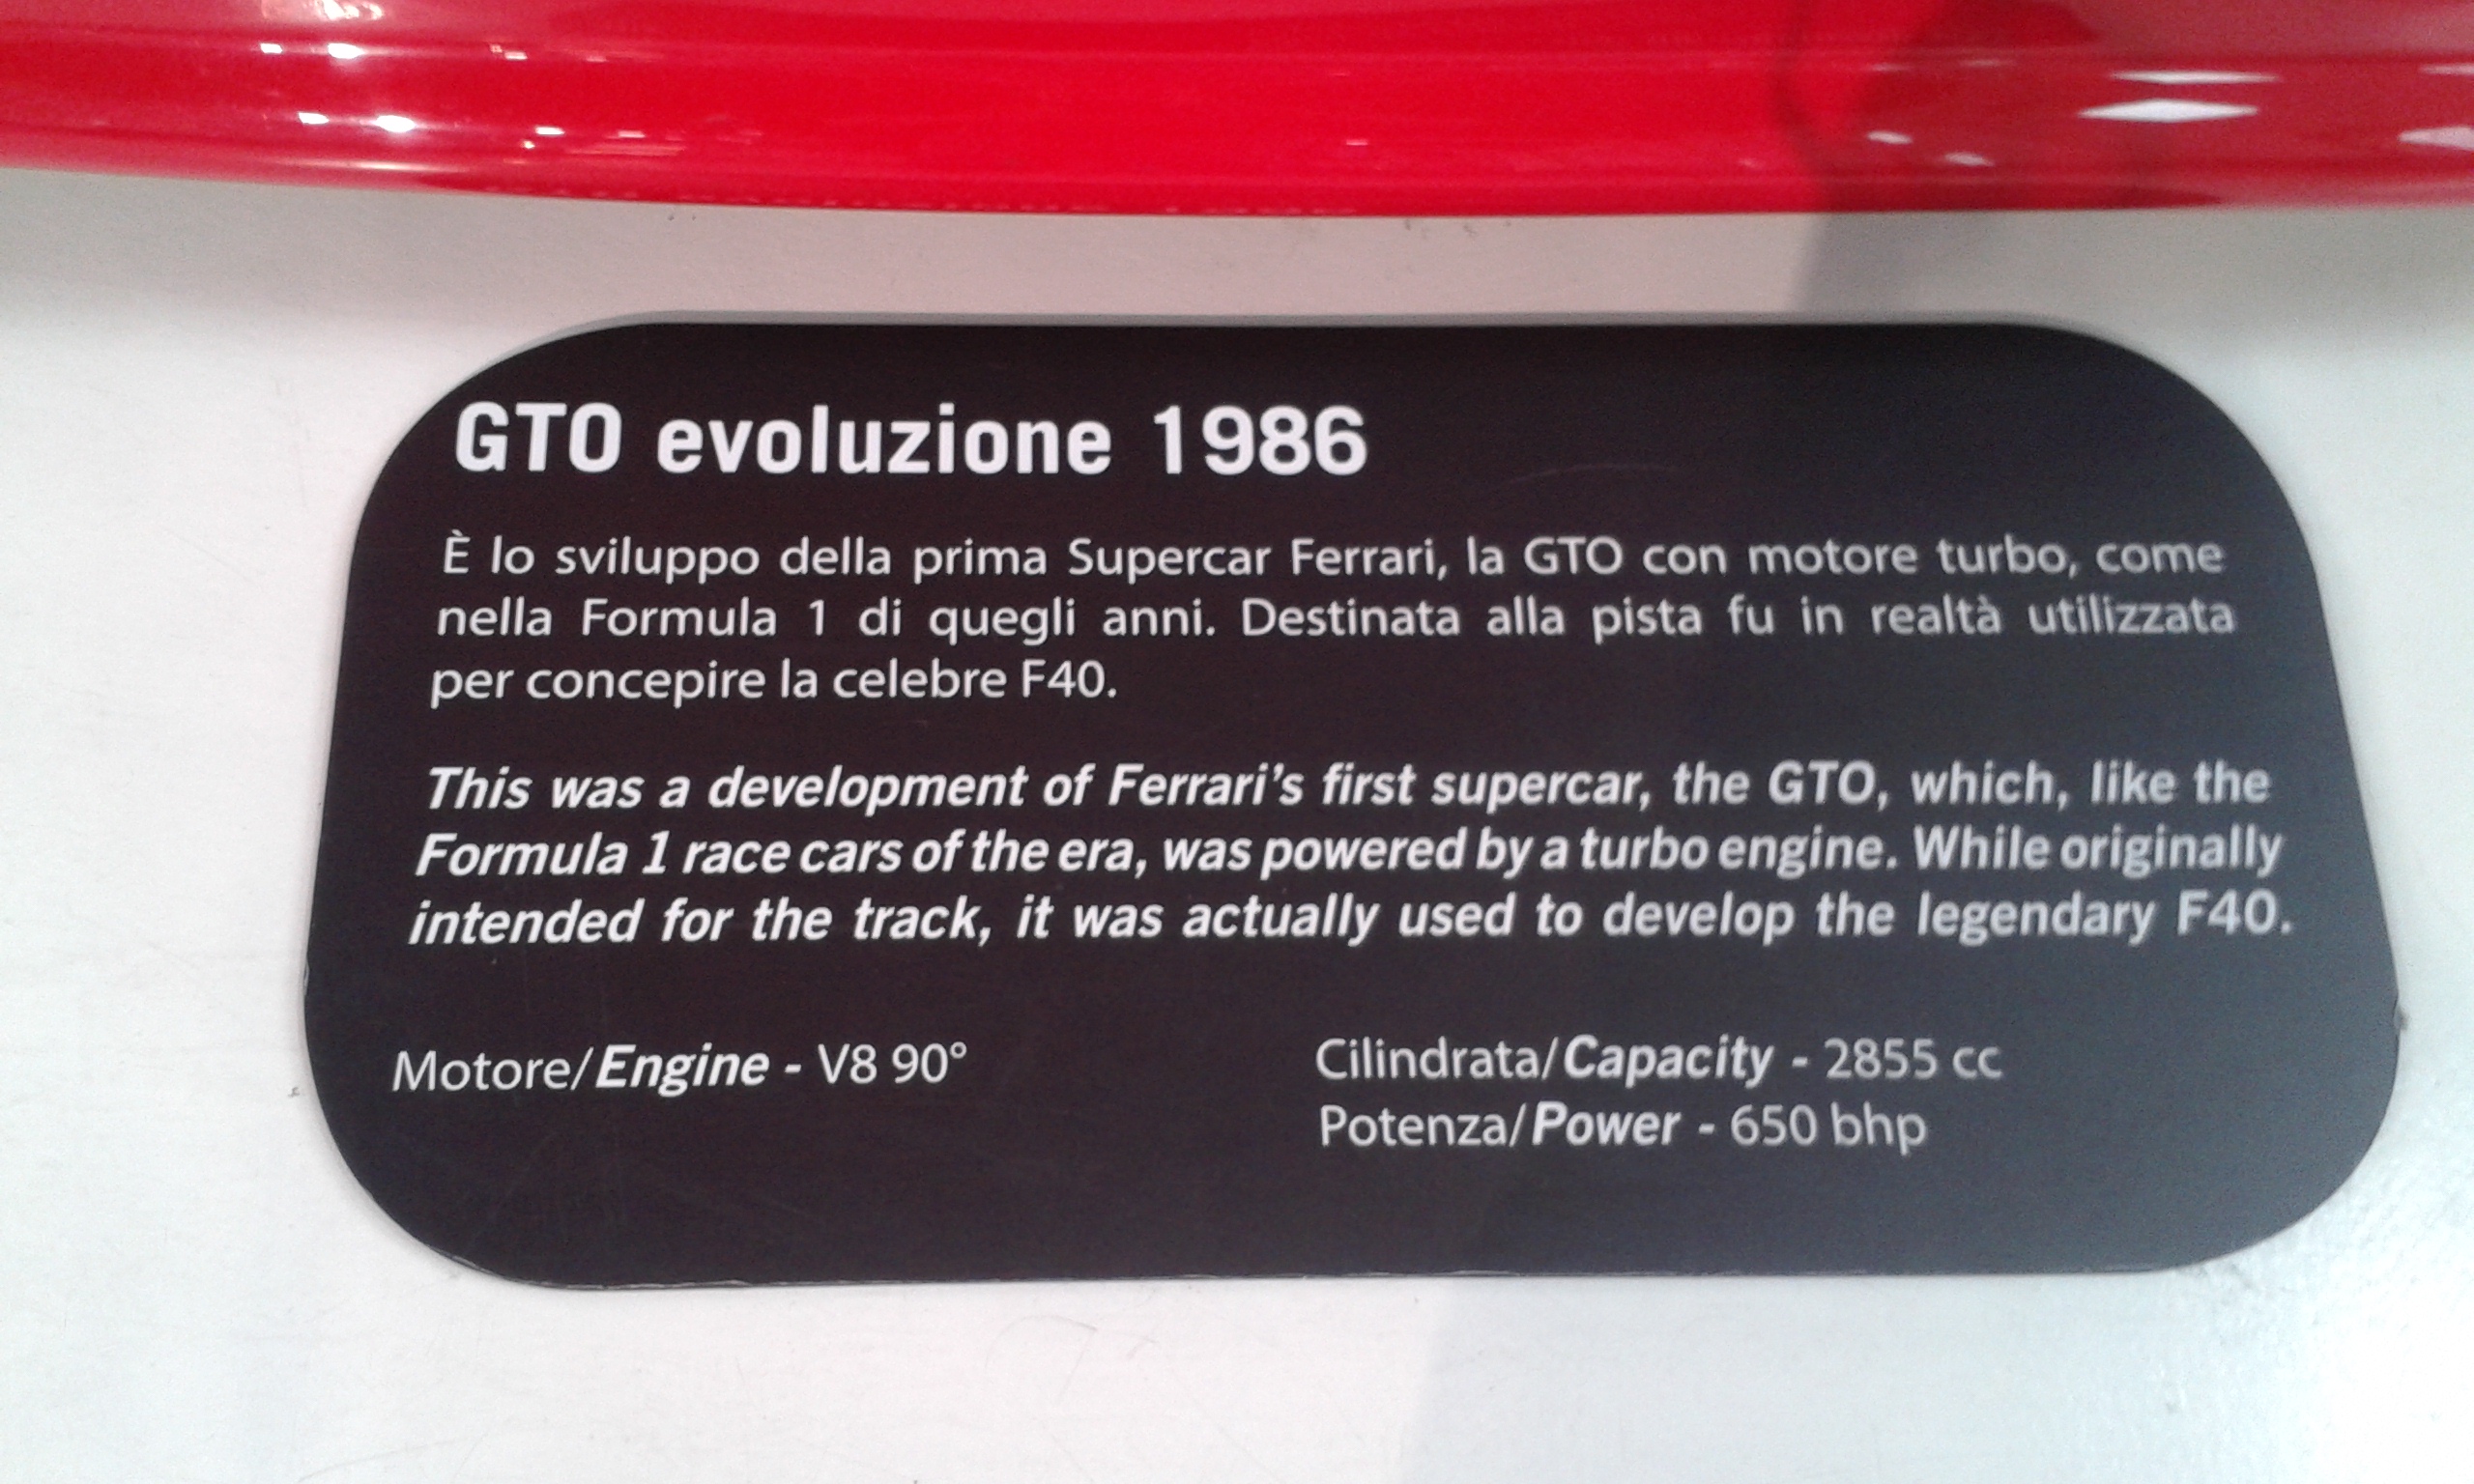 GTO evoluzione 1986
È lo sviluppo della prima Supercar Ferrari, la GTO con motore turbo, come
nella Formula 1 di quegli anni. Destinata alla pista fu in realtà utilizzata
per concepire la celebre F40.
This was a development of Ferrari's first supercar, the GTO, which, like the
Formula 1 race cars of the era, was powered by a turbo engine. While originally
intended for the track, it was actually used to develop the legendary F40.
Motore/Engine - V8 90°
Cilindrata/Capacity - 2855 cc
Potenza/Power - 650 bhp